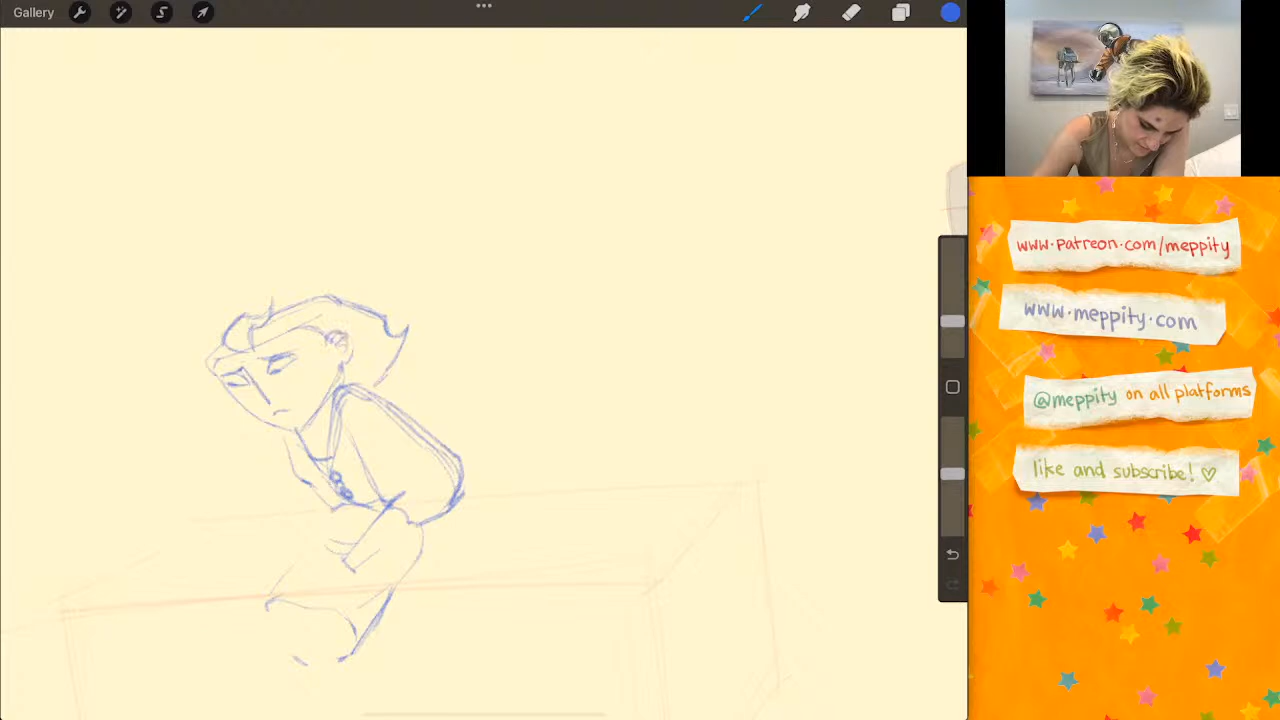 Gallery
www.patreon.com/meppity
www.meppity.com
@meppity on all platforms
like and subscribe! ♡